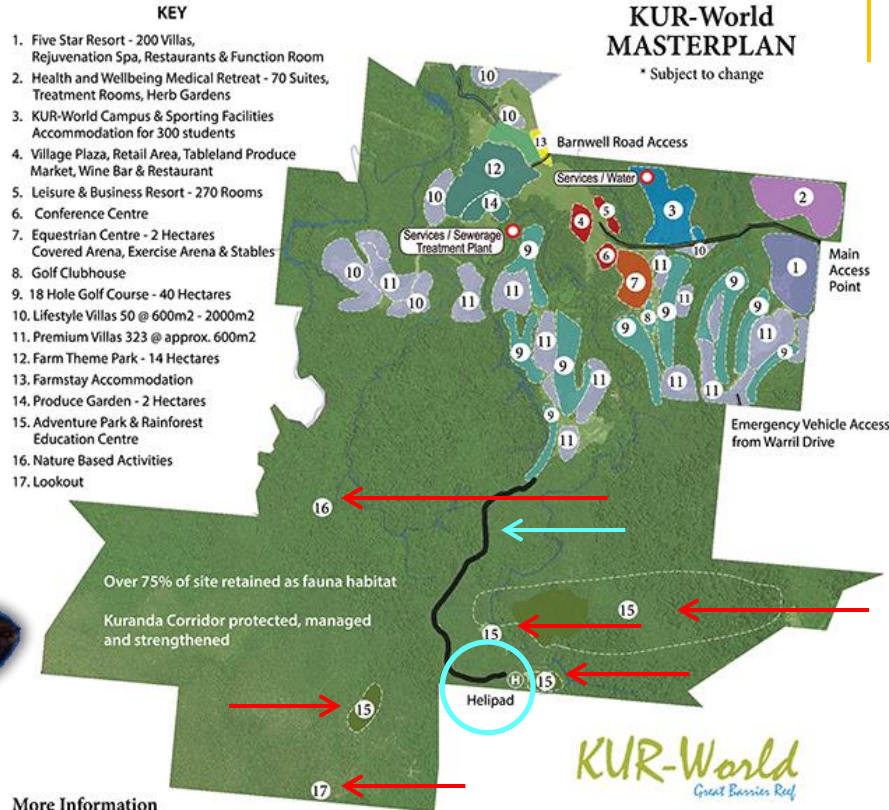 KEY
1. Five Star Resort - 200 Villas,
Rejuvenation Spa, Restaurants & Function Room
2. Health and Wellbeing Medical Retreat - 70 Suites,
Treatment Rooms, Herb Gardens
3. KUR-World Campus & Sporting Facilities
Accommodation for 300 students
4. Village Plaza, Retail Area, Tableland Produce
Market, Wine Bar & Restaurant
5. Leisure & Business Resort - 270 Rooms
6. Conference Centre
7. Equestrian Centre - 2 Hectares
Covered Arena, Exercise Arena & Stables
8. Golf Clubhouse
9. 18 Hole Golf Course - 40 Hectares
10. Lifestyle Villas 50 @ 600m2 - 2000m2
11. Premium Villas 323 @ approx. 600m2
12. Farm Theme Park - 14 Hectares
13. Farmstay Accommodation
14. Produce Garden - 2 Hectares
15. Adventure Park & Rainforest
Education Centre
16. Nature Based Activities
17. Lookout
KUR-World
MASTERPLAN
* Subject to change
10
10
13
Barnwell Road Access
12
Services / Water
10
14
4
5
3
2
Services / Sewerage
Treatment Plant
9
6
10
Main
Access
Point
10
11
10
11
11
7
11
11
8
9
9
9
1
9
11
9
9
11
9
11
11
11
9
11
9
11
Emergency Vehicle Access
from Warril Drive
16
Over 75% of site retained as fauna habitat
Kuranda Corridor protected, managed
and strengthened
15
15
H
15
Helipad
15
17
KUR-World
Great Barrier Reef
More Information